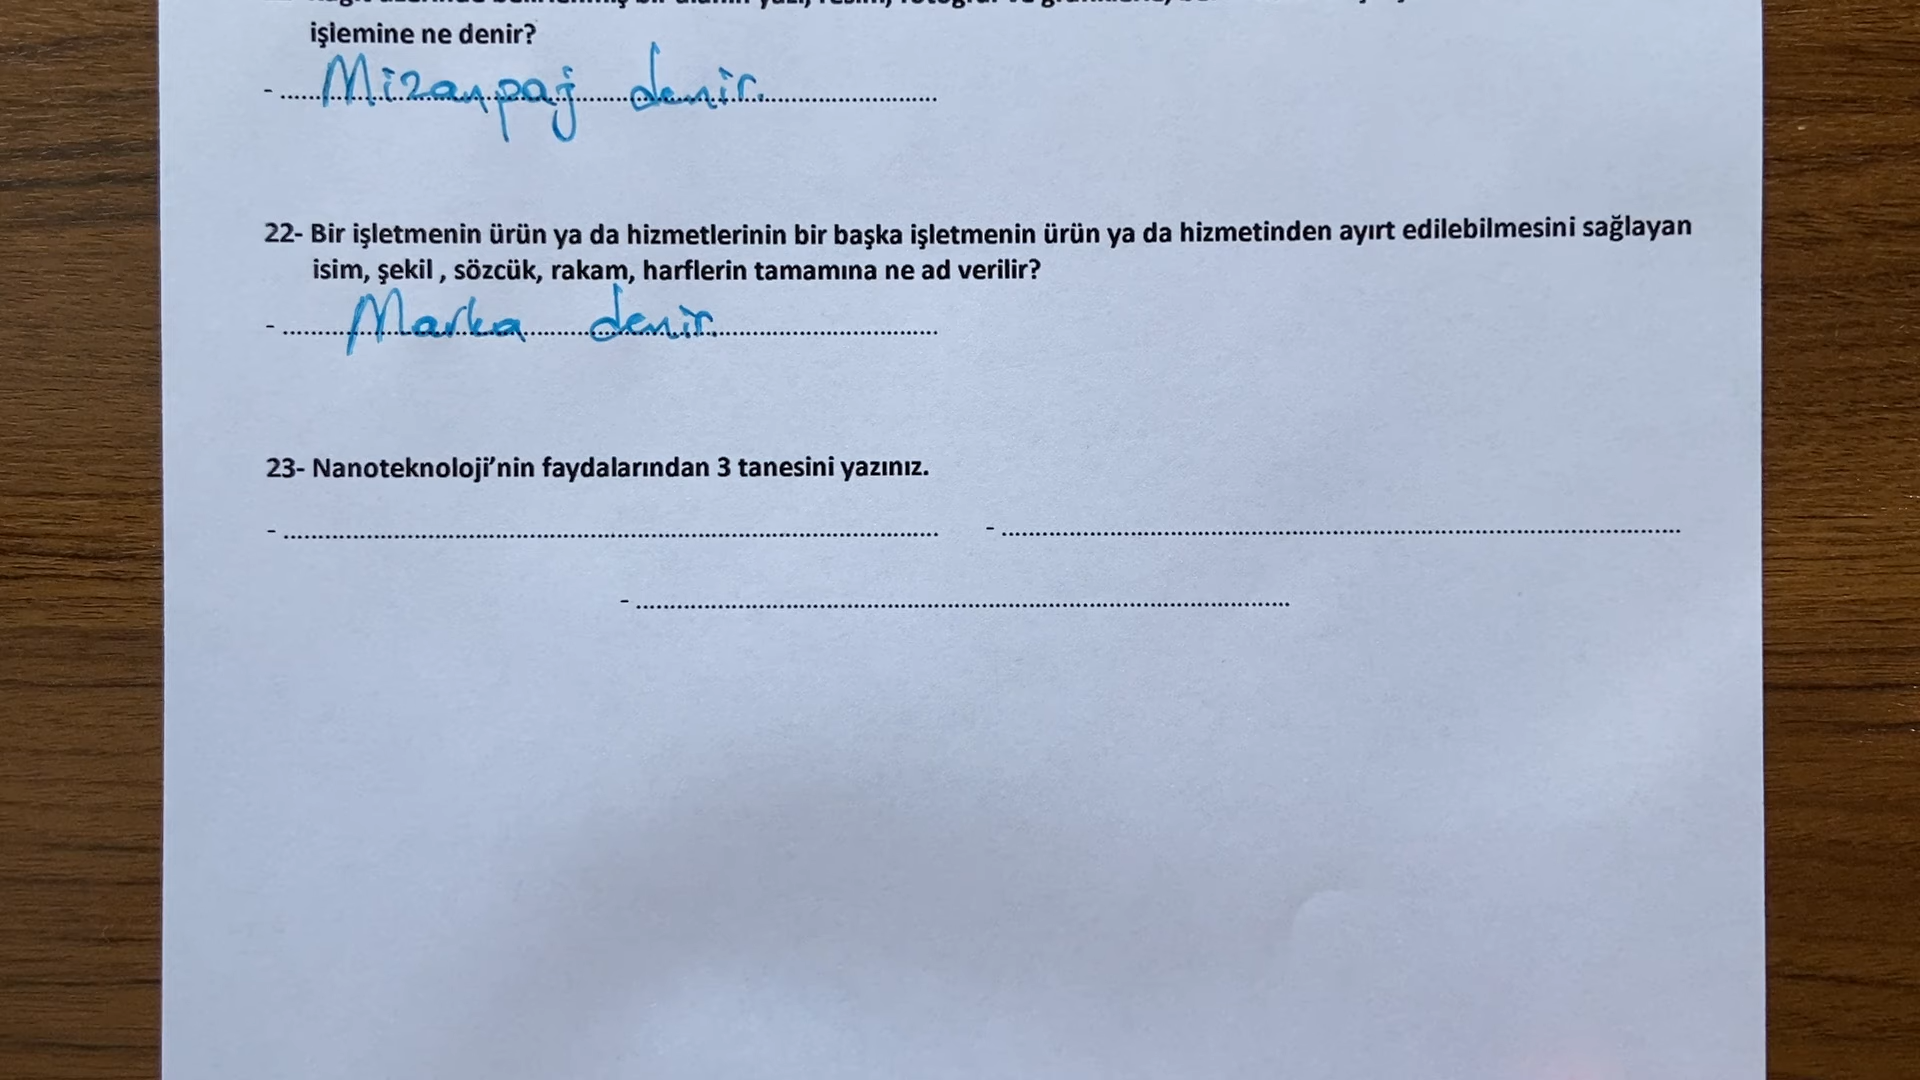 işlemine ne denir?
- Mizanpaj denir.
22- Bir işletmenin ürün ya da hizmetlerinin bir başka işletmenin ürün ya da hizmetinden ayırt edilebilmesini sağlayan
isim, şekil , sözcük, rakam, harflerin tamamına ne ad verilir?
- Marka denir.
23- Nanoteknoloji’nin faydalarından 3 tanesini yazınız.
- ........................ - ........................
- ........................